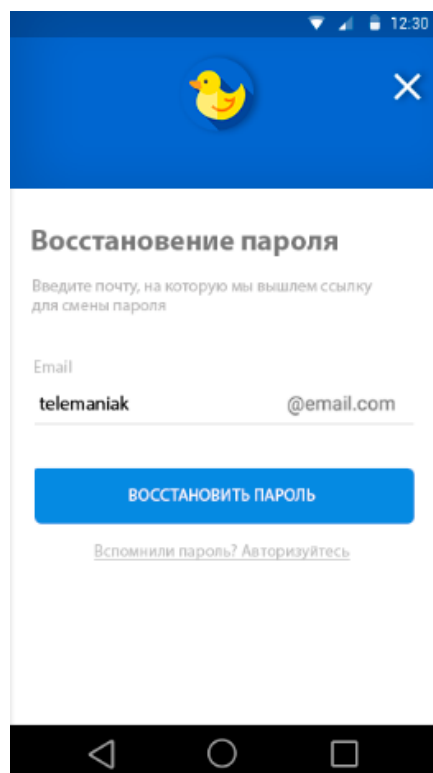 12:30
Восстановение пароля
Введите почту, на которую мы вышлем ссылку
для смены пароля
Email
telemaniak @email.com
ВОССТАНОВИТЬ ПАРОЛЬ
Вспомнили пароль? Авторизуйтесь